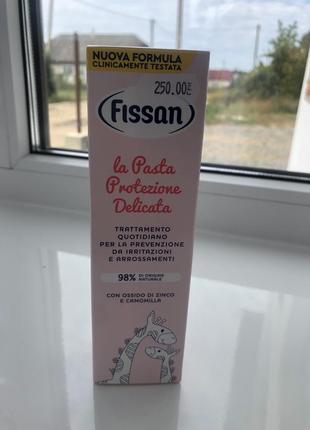 NUOVA FORMULA
CLINICAMENTE TESTATA
250.00
Fissan
la Pasta
Protezione
Delicata
TRATTAMENTO
QUOTIDIANO
PER LA PREVENZIONE
DA IRRITAZIONI
E ARROSSAMENTI
98% DI ORIGINE
NATURALE
CON OSSIDO DI ZINCO
E CAMOMILLA